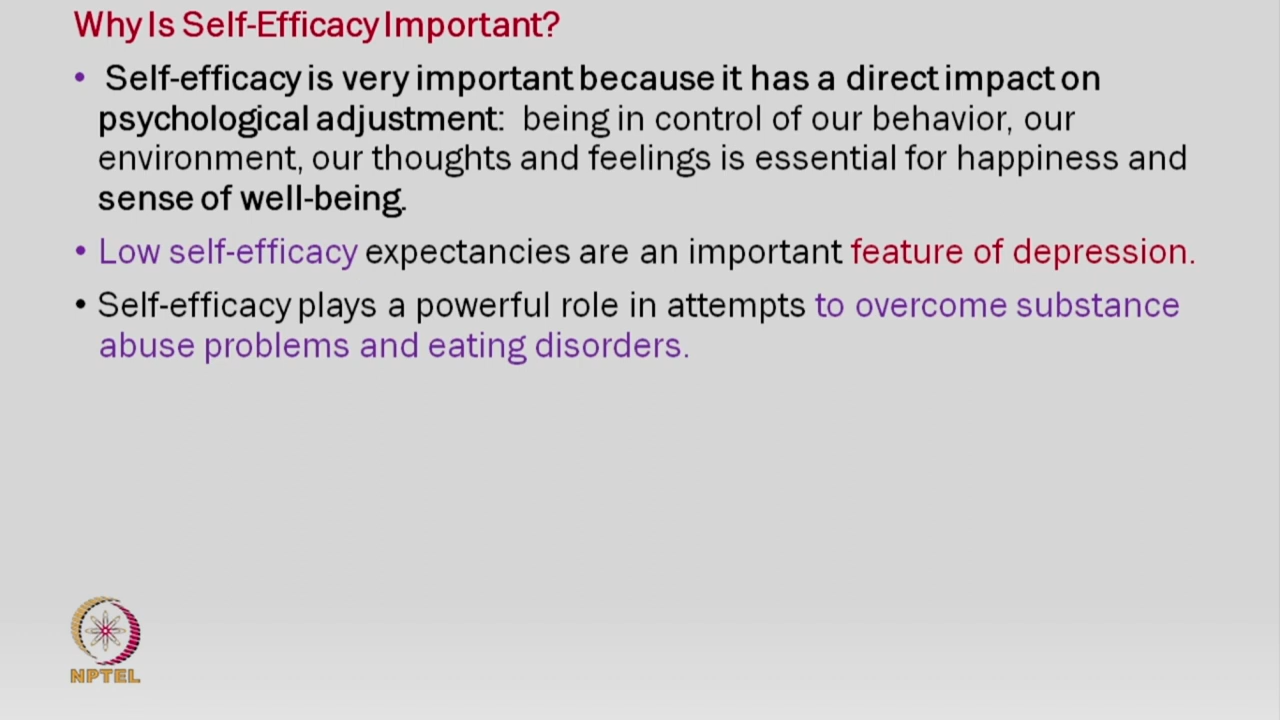 Why Is Self-Efficacy Important?
• Self-efficacy is very important because it has a direct impact on
psychological adjustment: being in control of our behavior, our
environment, our thoughts and feelings is essential for happiness and
sense of well-being.
• Low self-efficacy expectancies are an important feature of depression.
• Self-efficacy plays a powerful role in attempts to overcome substance
abuse problems and eating disorders.
NPTEL